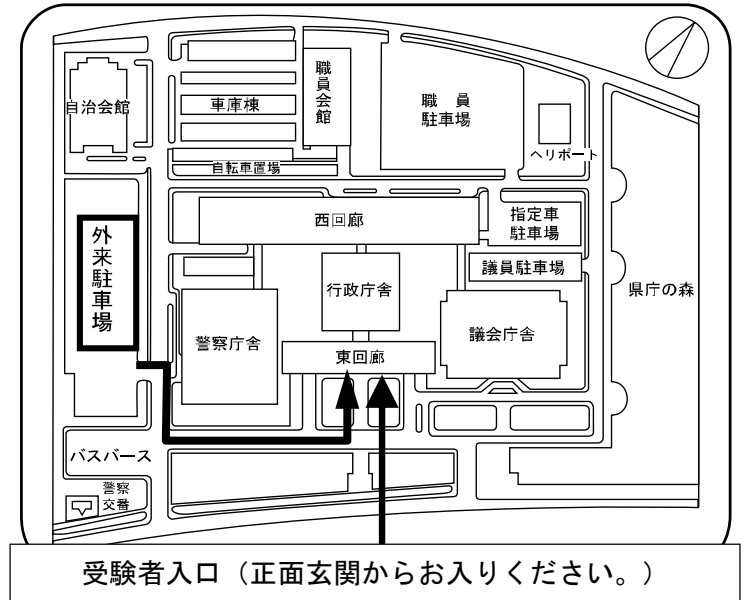 自治会館
車庫棟
職員会館
職 員
駐車場
ヘリポート
自転車置場
西回廊
指定車
駐車場
外来駐車場
行政庁舎
議員駐車場
県庁の森
警察庁舎
議会庁舎
東回廊
バスバース
警察
交番
受験者入口(正面玄関からお入りください。)